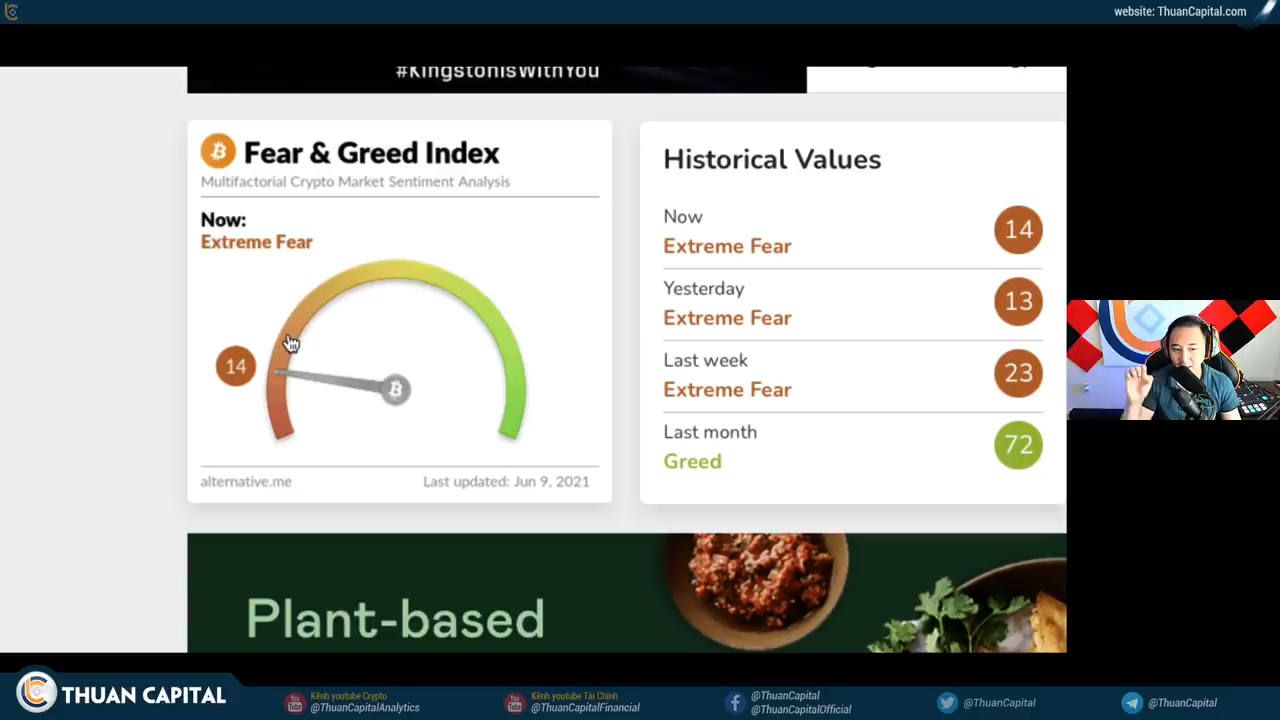 website: ThuanCapital.com
#KingstonIsWithYou
Fear & Greed Index
Multifactorial Crypto Market Sentiment Analysis
Now:
Extreme Fear
14
alternative.me
Last updated: Jun 9, 2021
Historical Values
Now
Extreme Fear
14
Yesterday
Extreme Fear
13
Last week
Extreme Fear
23
Last month
Greed
72
Plant-based
THUAN CAPITAL
Kênh youtube Crypto
@ThuanCapitalAnalytics
Kênh youtube Tài Chính
@ThuanCapitalFinancial
@ThuanCapital
@ThuanCapitalOfficial
@ThuanCapital
@ThuanCapital